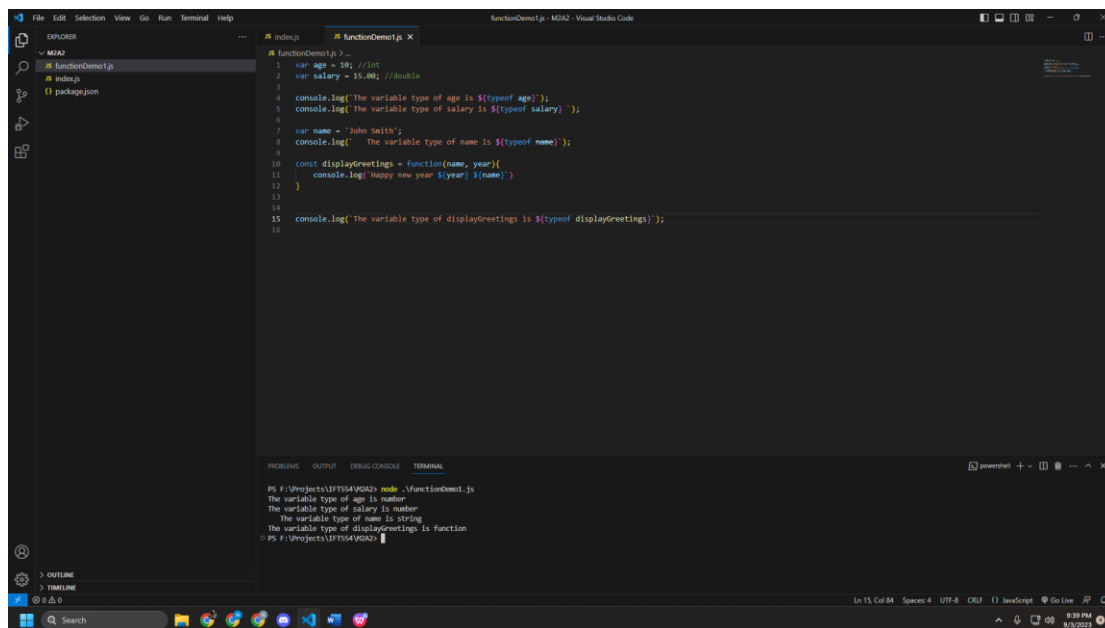 File Edit Selection View Go Run Terminal Help
functionDemo1.js - M2A2 - Visual Studio Code
EXPLORER
M2A2
JS functionDemo1.js
JS index.js
{} package.json
OUTLINE
TIMELINE
JS index.js
JS functionDemo1.js
JS functionDemo1.js > ...
1 var age = 10; //int
2 var salary = 15.00; //double
3
4 console.log(`The variable type of age is ${typeof age}`);
5 console.log(`The variable type of salary is ${typeof salary} `);
6
7 var name = 'John Smith';
8 console.log(`   The variable type of name is ${typeof name}`);
9
10 const displayGreetings = function(name, year){
11     console.log(`Happy new year ${year} ${name}`)
12 }
13
14
15 console.log(`The variable type of displayGreetings is ${typeof displayGreetings}`);
16
PROBLEMS OUTPUT DEBUG CONSOLE TERMINAL
powershell
PS F:\Projects\IFT554\M2A2> node .\functionDemo1.js
The variable type of age is number
The variable type of salary is number
   The variable type of name is string
The variable type of displayGreetings is function
PS F:\Projects\IFT554\M2A2>
0 0
Ln 15, Col 84 Spaces: 4 UTF-8 CRLF {} JavaScript Go Live
Search
9:39 PM
9/3/2023